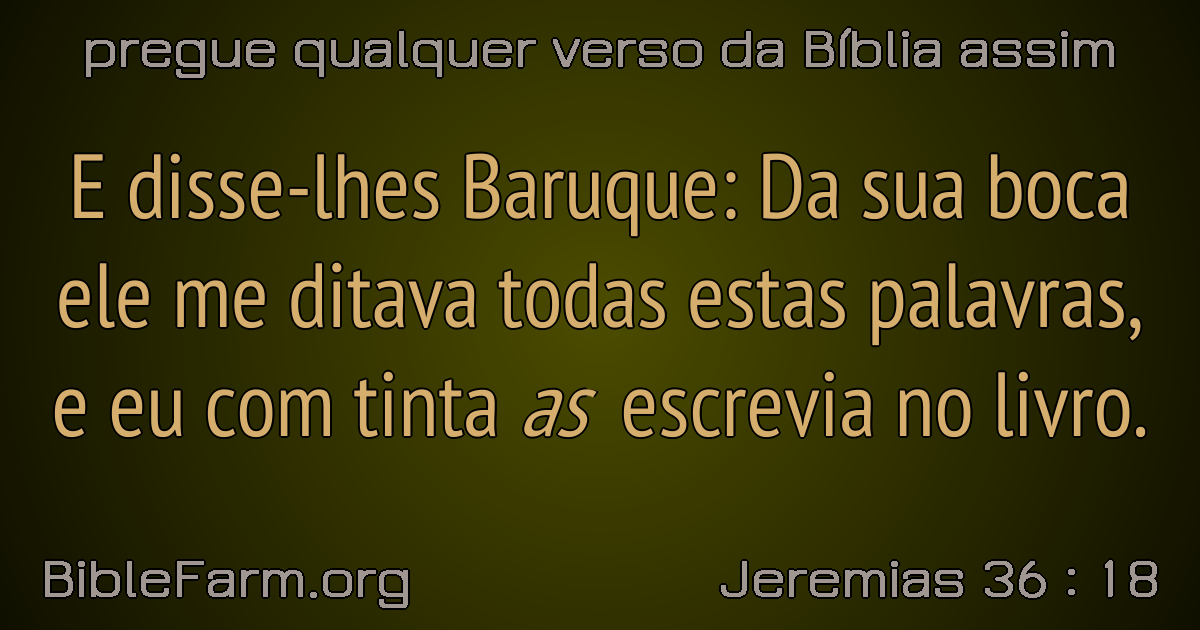 pregue qualquer verso da Bíblia assim
E disse-lhes Baruque: Da sua boca
ele me ditava todas estas palavras,
e eu com tinta as escrevia no livro.
BibleFarm.org
Jeremias 36 : 18